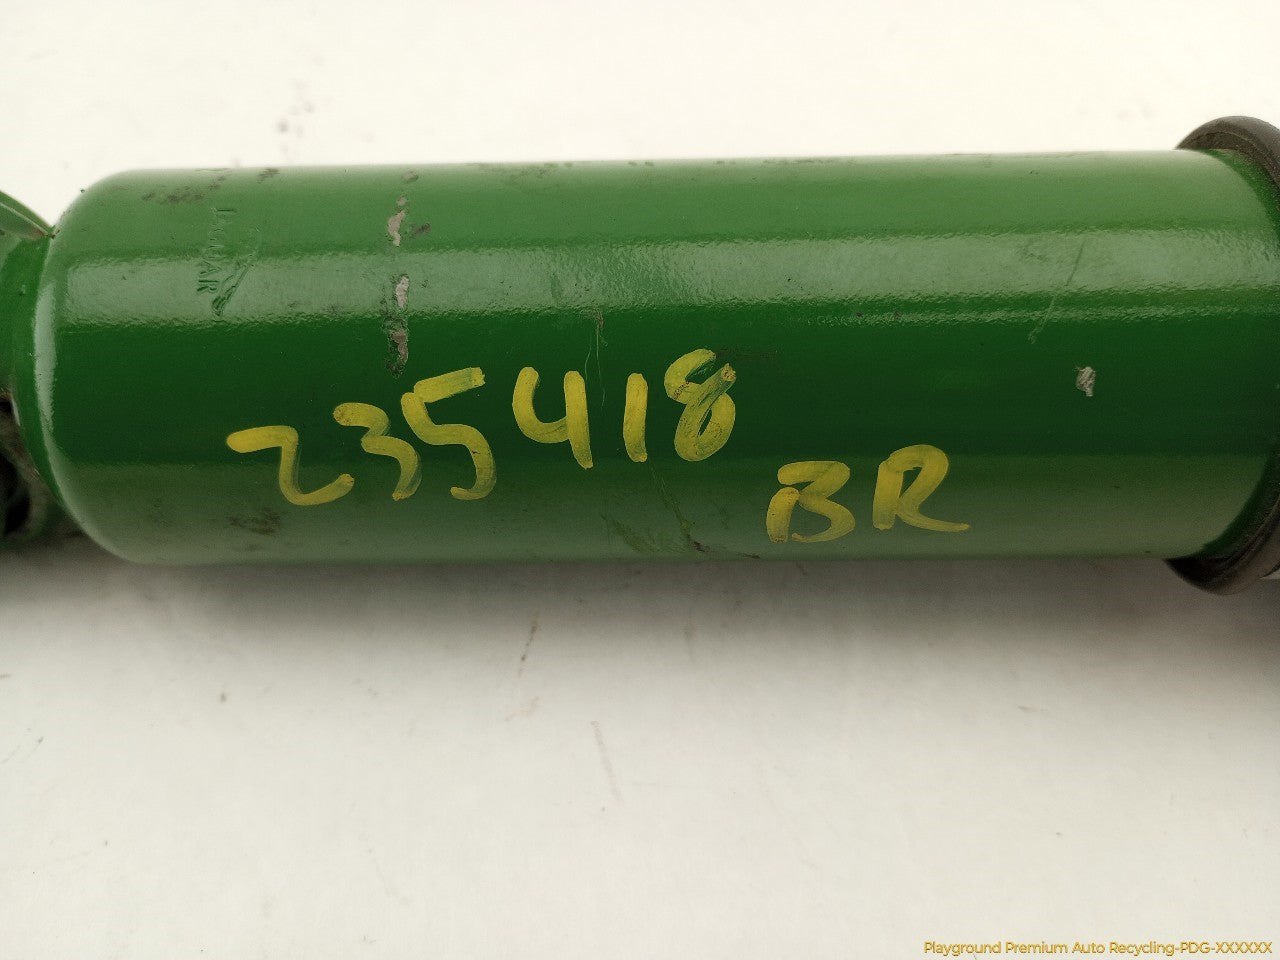 235418
BR
Playground Premium Auto Recycling-PDG-XXXXXX